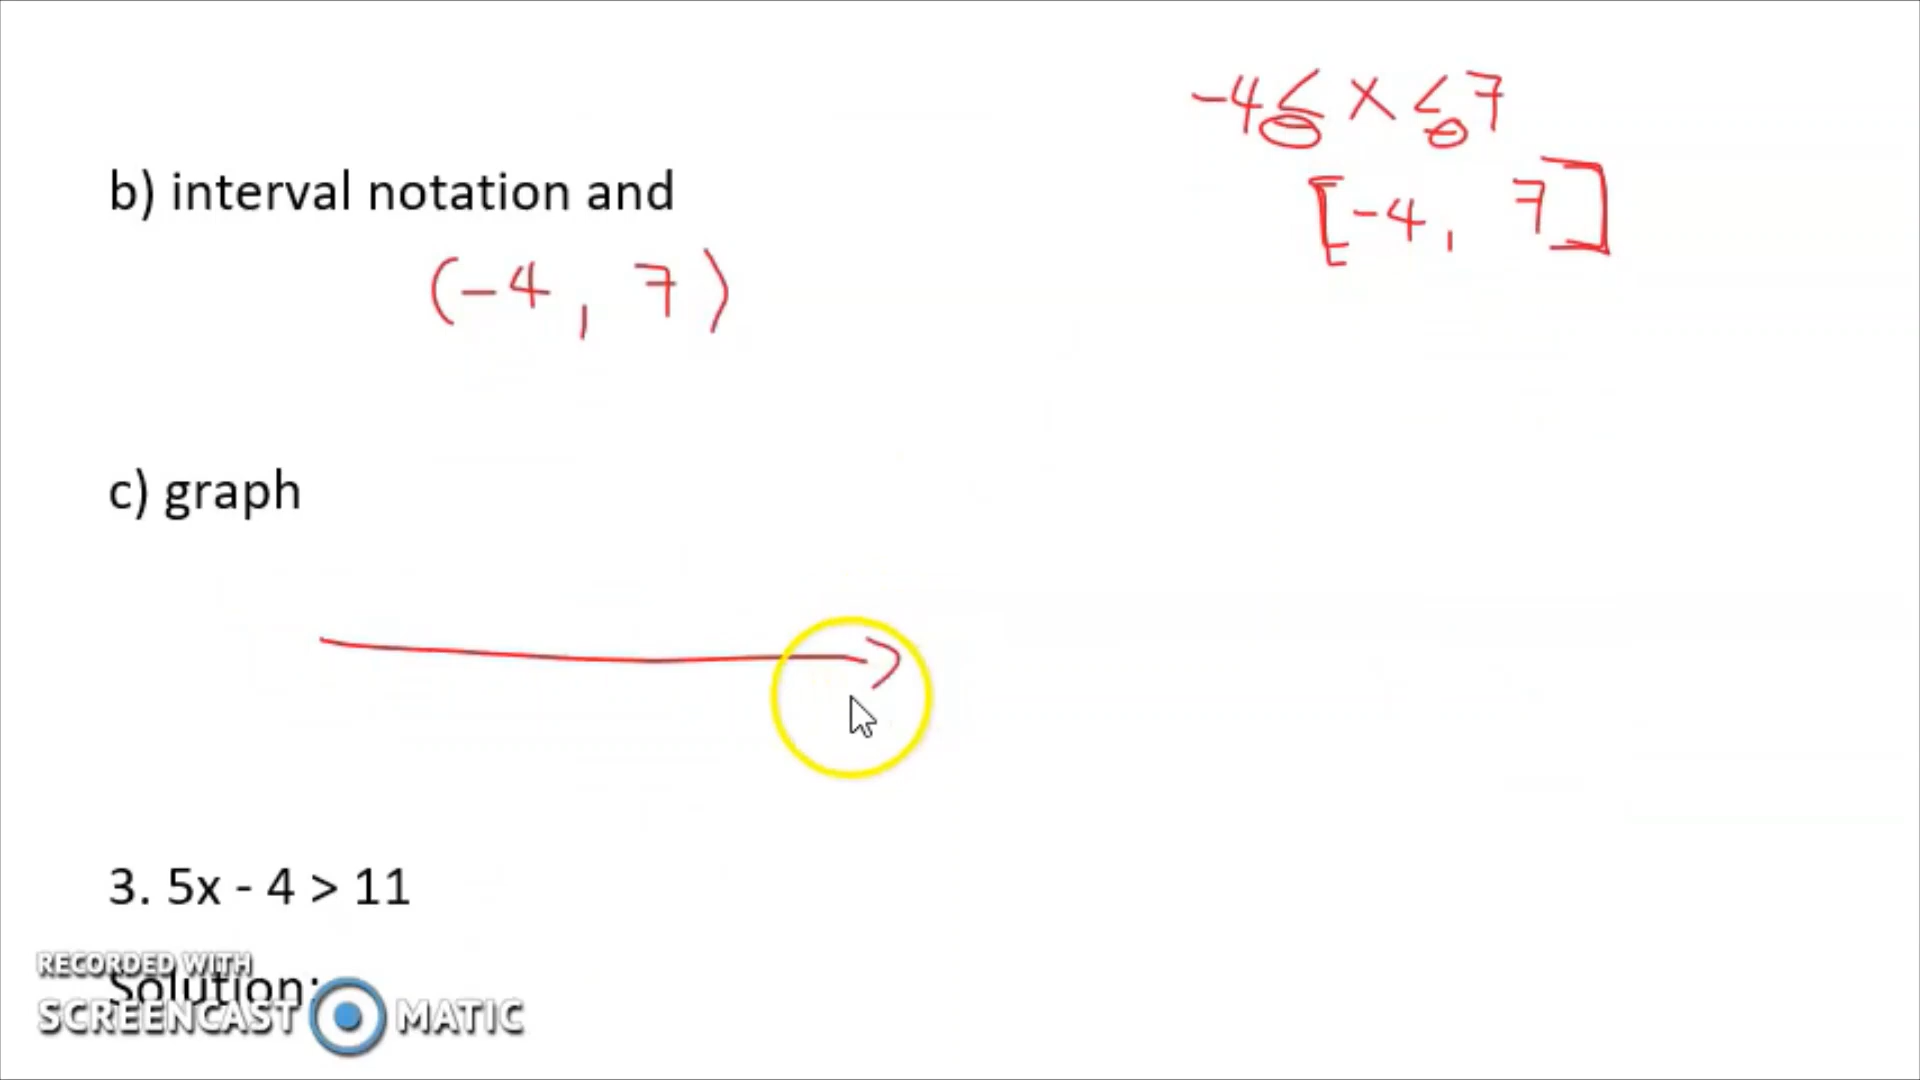 -4 ≤ x ≤ 7
[-4, 7]
b) interval notation and
(-4, 7)
c) graph
3. 5x - 4 > 11
Solution:
RECORDED WITH
SCREENCAST MATIC